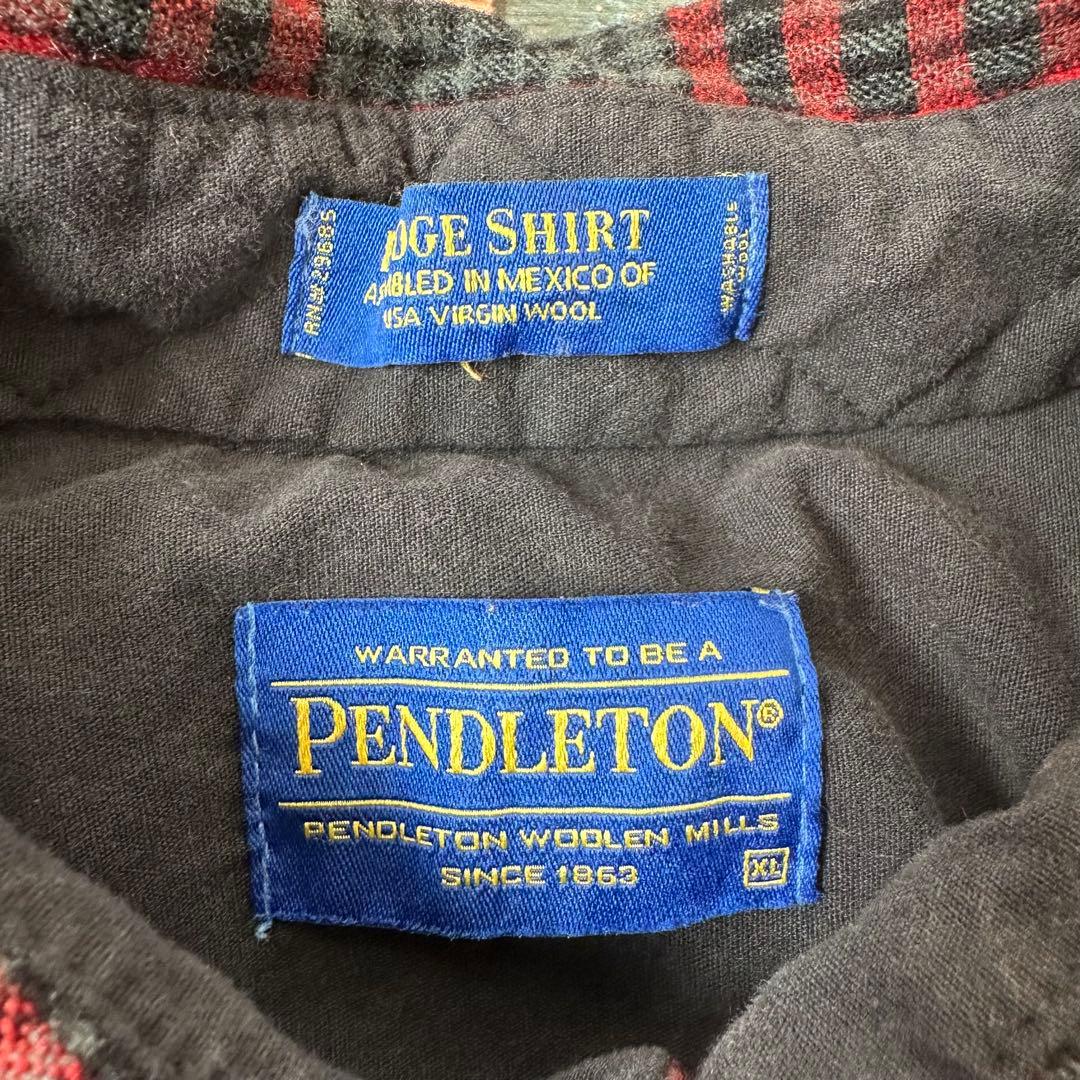 RN# 29685
DGE SHIRT
MBLED IN MEXICO OF
USA VIRGIN WOOL
WASHABLE
WOOL
WARRANTED TO BE A
PENDLETON®
PENDLETON WOOLEN MILLS
SINCE 1863
XL